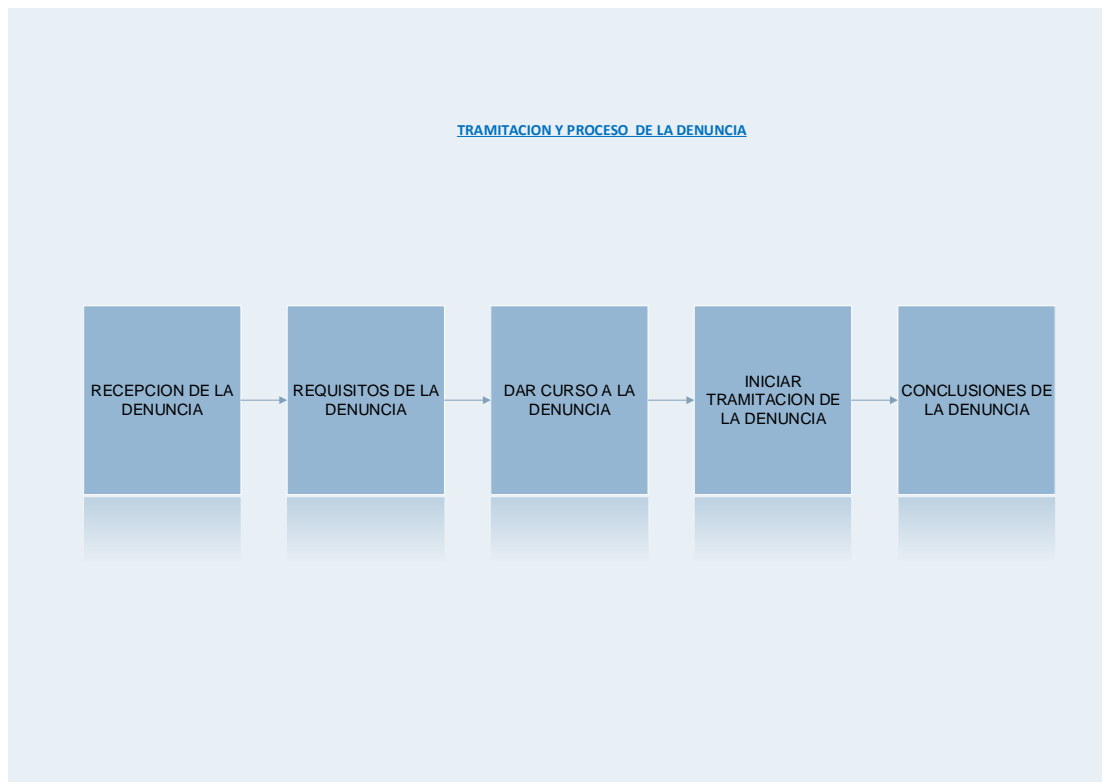 TRAMITACION Y PROCESO DE LA DENUNCIA
RECEPCION DE LA
DENUNCIA
REQUISITOS DE LA
DENUNCIA
DAR CURSO A LA
DENUNCIA
INICIAR
TRAMITACION DE
LA DENUNCIA
CONCLUSIONES DE
LA DENUNCIA